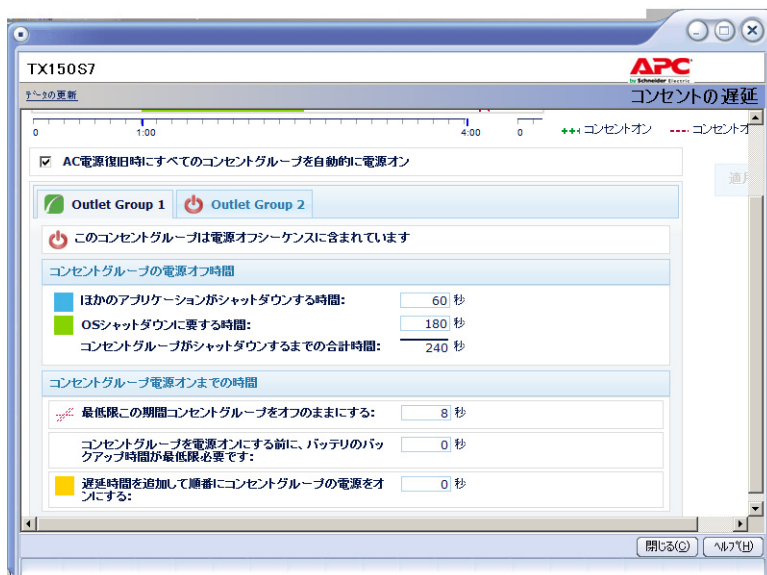 TX150S7
APC
by Schneider Electric
データの更新
コンセントの遅延
0 1:00 4:00 0
コンセントオン
コンセントオ
AC電源復旧時にすべてのコンセントグループを自動的に電源オン
適用
Outlet Group 1
Outlet Group 2
このコンセントグループは電源オフシーケンスに含まれています
コンセントグループの電源オフ時間
ほかのアプリケーションがシャットダウンする時間: 60 秒
OSシャットダウンに要する時間: 180 秒
コンセントグループがシャットダウンするまでの合計時間: 240 秒
コンセントグループ電源オンまでの時間
最低限この期間コンセントグループをオフのままにする: 8 秒
コンセントグループを電源オンにする前に、バッテリのバッ
クアップ時間が最低限必要です: 0 秒
遅延時間を追加して順番にコンセントグループの電源をオ
ンにする: 0 秒
閉じる(C)
ヘルプ(H)